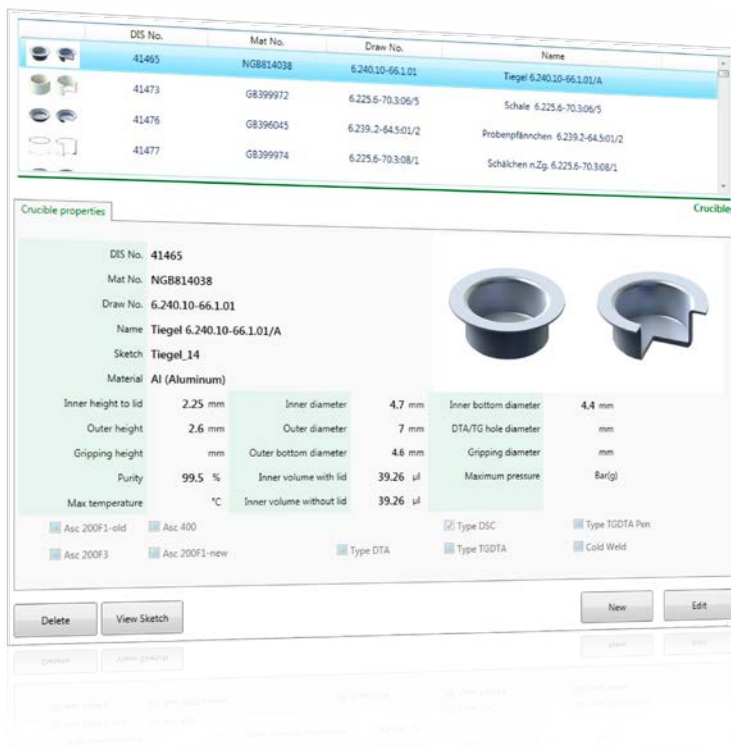 DIS No. Mat No. Draw No. Name
41465 NGB814038 6.240.10-66.1.01 Tiegel 6.240.10-66.1.01/A
41473 GB399972 6.225.6-70.3:06/5 Schale 6.225.6-70.3:06/5
41476 GB396045 6.239..2-64.5:01/2 Probenpfännchen 6.239.2-64.5:01/2
41477 GB399974 6.225.6-70.3:08/1 Schälchen n.Zg. 6.225.6-70.3:08/1
Crucible properties Crucible
DIS No. 41465
Mat No. NGB814038
Draw No. 6.240.10-66.1.01
Name Tiegel 6.240.10-66.1.01/A
Sketch Tiegel_14
Material Al (Aluminum)
Inner height to lid 2.25 mm Inner diameter 4.7 mm Inner bottom diameter 4.4 mm
Outer height 2.6 mm Outer diameter 7 mm DTA/TG hole diameter mm
Gripping height mm Outer bottom diameter 4.6 mm Gripping diameter mm
Purity 99.5 % Inner volume with lid 39.26 µl Maximum pressure Bar(g)
Max temperature °C Inner volume without lid 39.26 µl
Asc 200F1-old Asc 400 Type DSC Type TGDTA Pen
Asc 200F3 Asc 200F1-new Type DTA Type TGDTA Cold Weld
Delete View Sketch New Edit